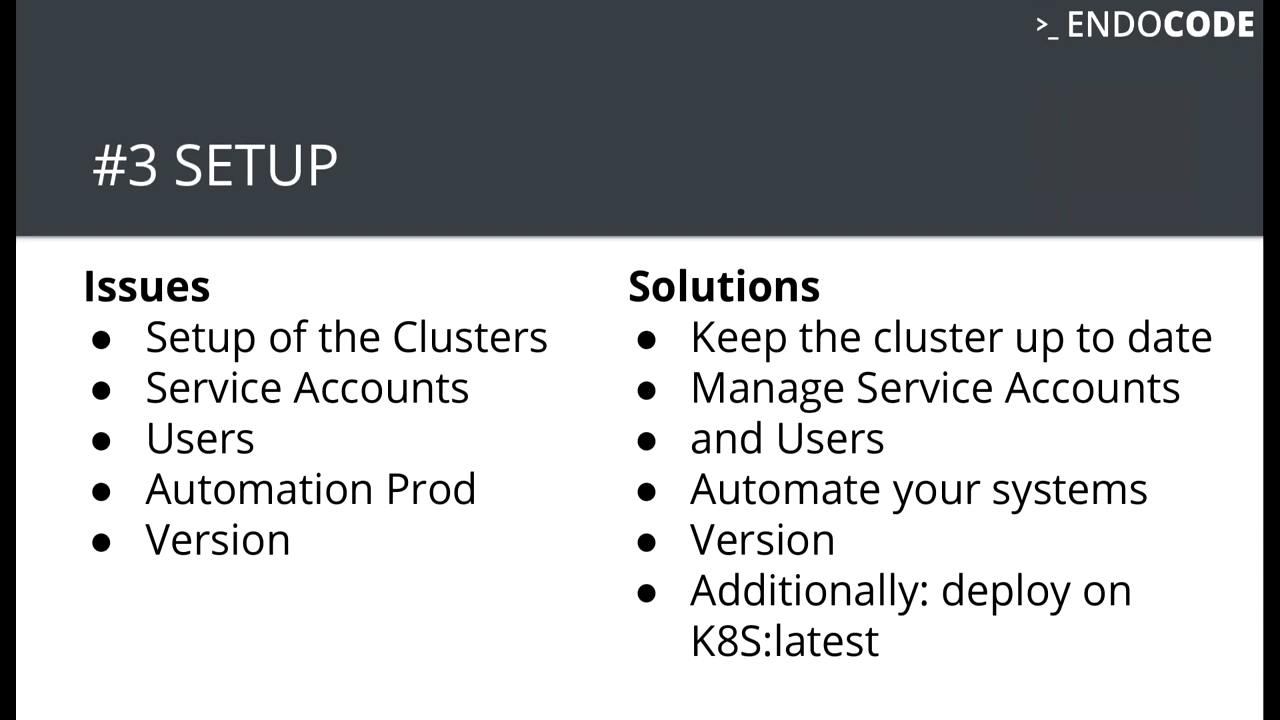 >_ ENDOCODE
#3 SETUP
Issues
● Setup of the Clusters
● Service Accounts
● Users
● Automation Prod
● Version
Solutions
● Keep the cluster up to date
● Manage Service Accounts
● and Users
● Automate your systems
● Version
● Additionally: deploy on
K8S:latest